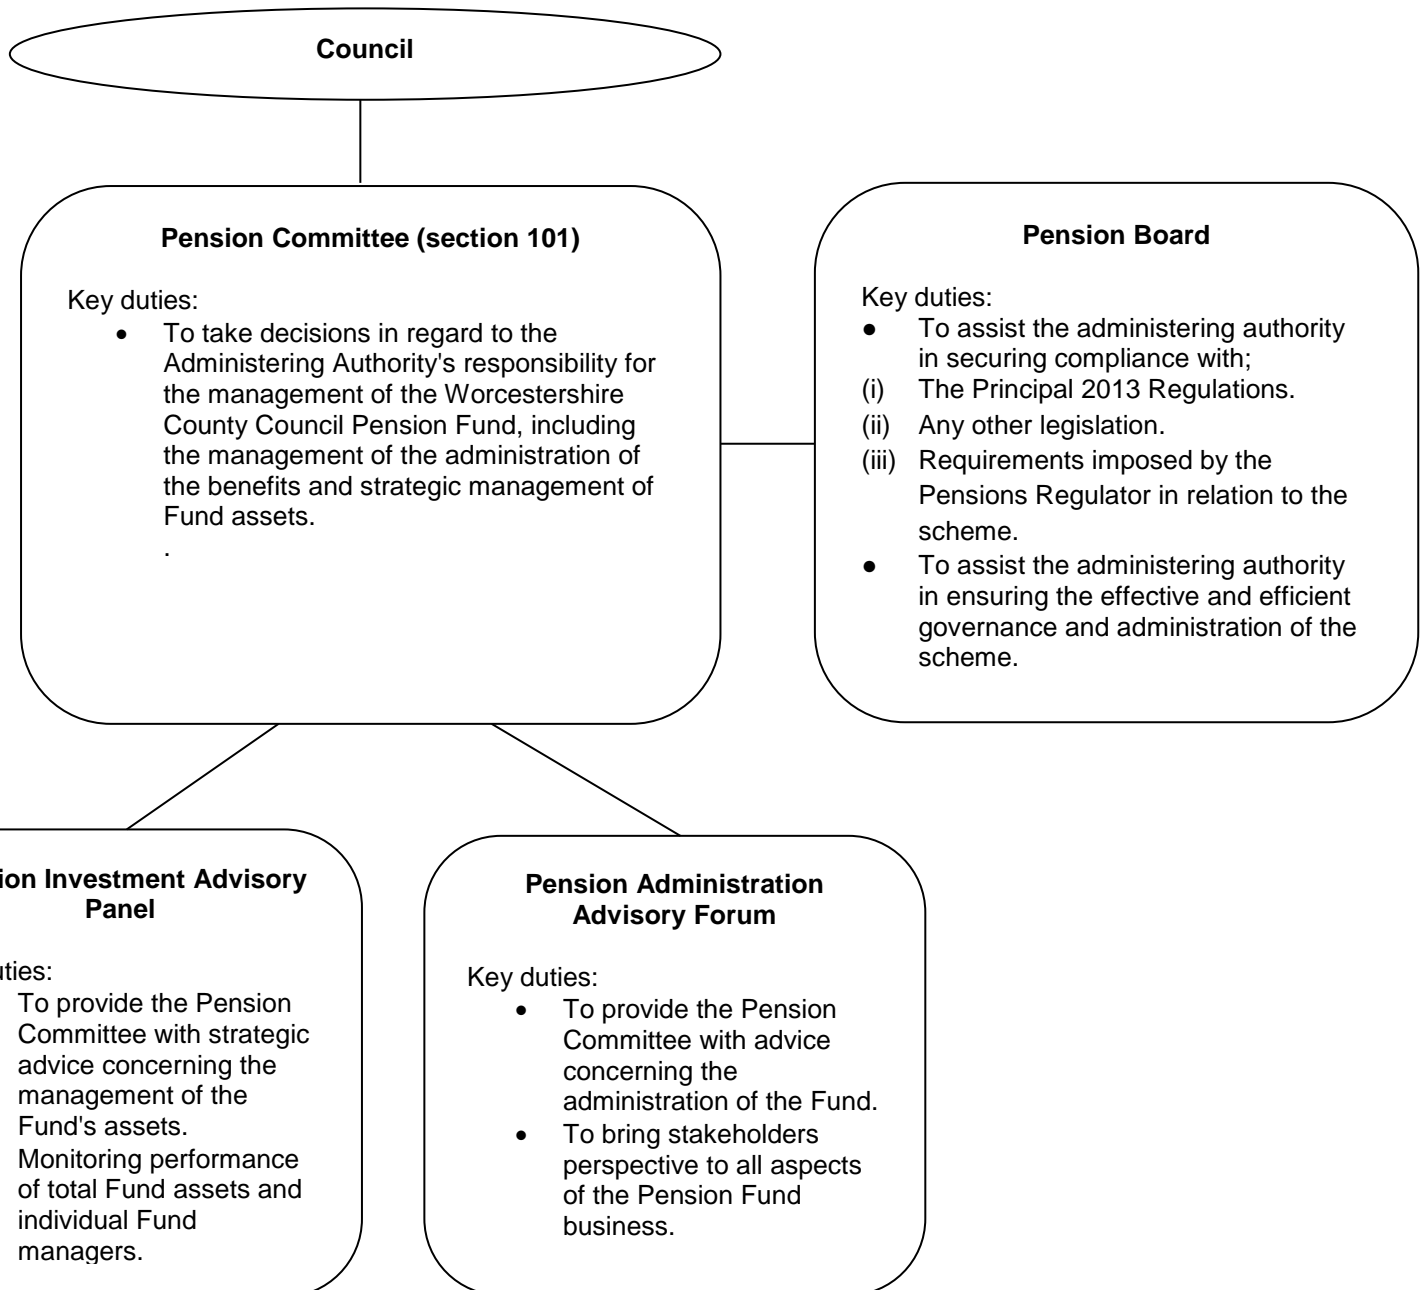 Council
Pension Committee (section 101)
Key duties:
• To take decisions in regard to the
Administering Authority's responsibility for
the management of the Worcestershire
County Council Pension Fund, including
the management of the administration of
the benefits and strategic management of
Fund assets.
.
Pension Board
Key duties:
● To assist the administering authority
in securing compliance with;
(i) The Principal 2013 Regulations.
(ii) Any other legislation.
(iii) Requirements imposed by the
Pensions Regulator in relation to the
scheme.
● To assist the administering authority
in ensuring the effective and efficient
governance and administration of the
scheme.
ion Investment Advisory
Panel
uties:
To provide the Pension
Committee with strategic
advice concerning the
management of the
Fund's assets.
Monitoring performance
of total Fund assets and
individual Fund
managers.
Pension Administration
Advisory Forum
Key duties:
• To provide the Pension
Committee with advice
concerning the
administration of the Fund.
• To bring stakeholders
perspective to all aspects
of the Pension Fund
business.